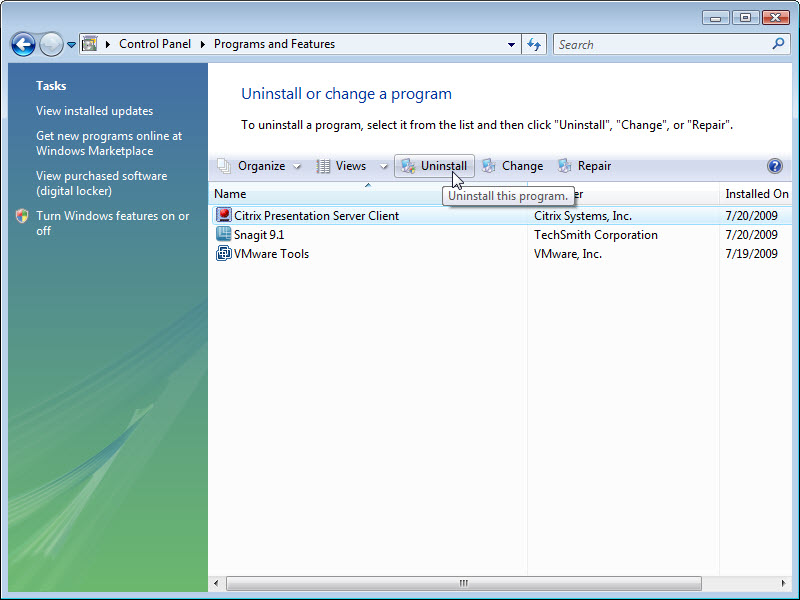 Control Panel Programs and Features
Search
Tasks
View installed updates
Get new programs online at
Windows Marketplace
View purchased software
(digital locker)
Turn Windows features on or
off
Uninstall or change a program
To uninstall a program, select it from the list and then click "Uninstall", "Change", or "Repair".
Organize Views Uninstall Change Repair
Name er Installed On
Uninstall this program.
Citrix Presentation Server Client Citrix Systems, Inc. 7/20/2009
Snagit 9.1 TechSmith Corporation 7/20/2009
VMware Tools VMware, Inc. 7/19/2009